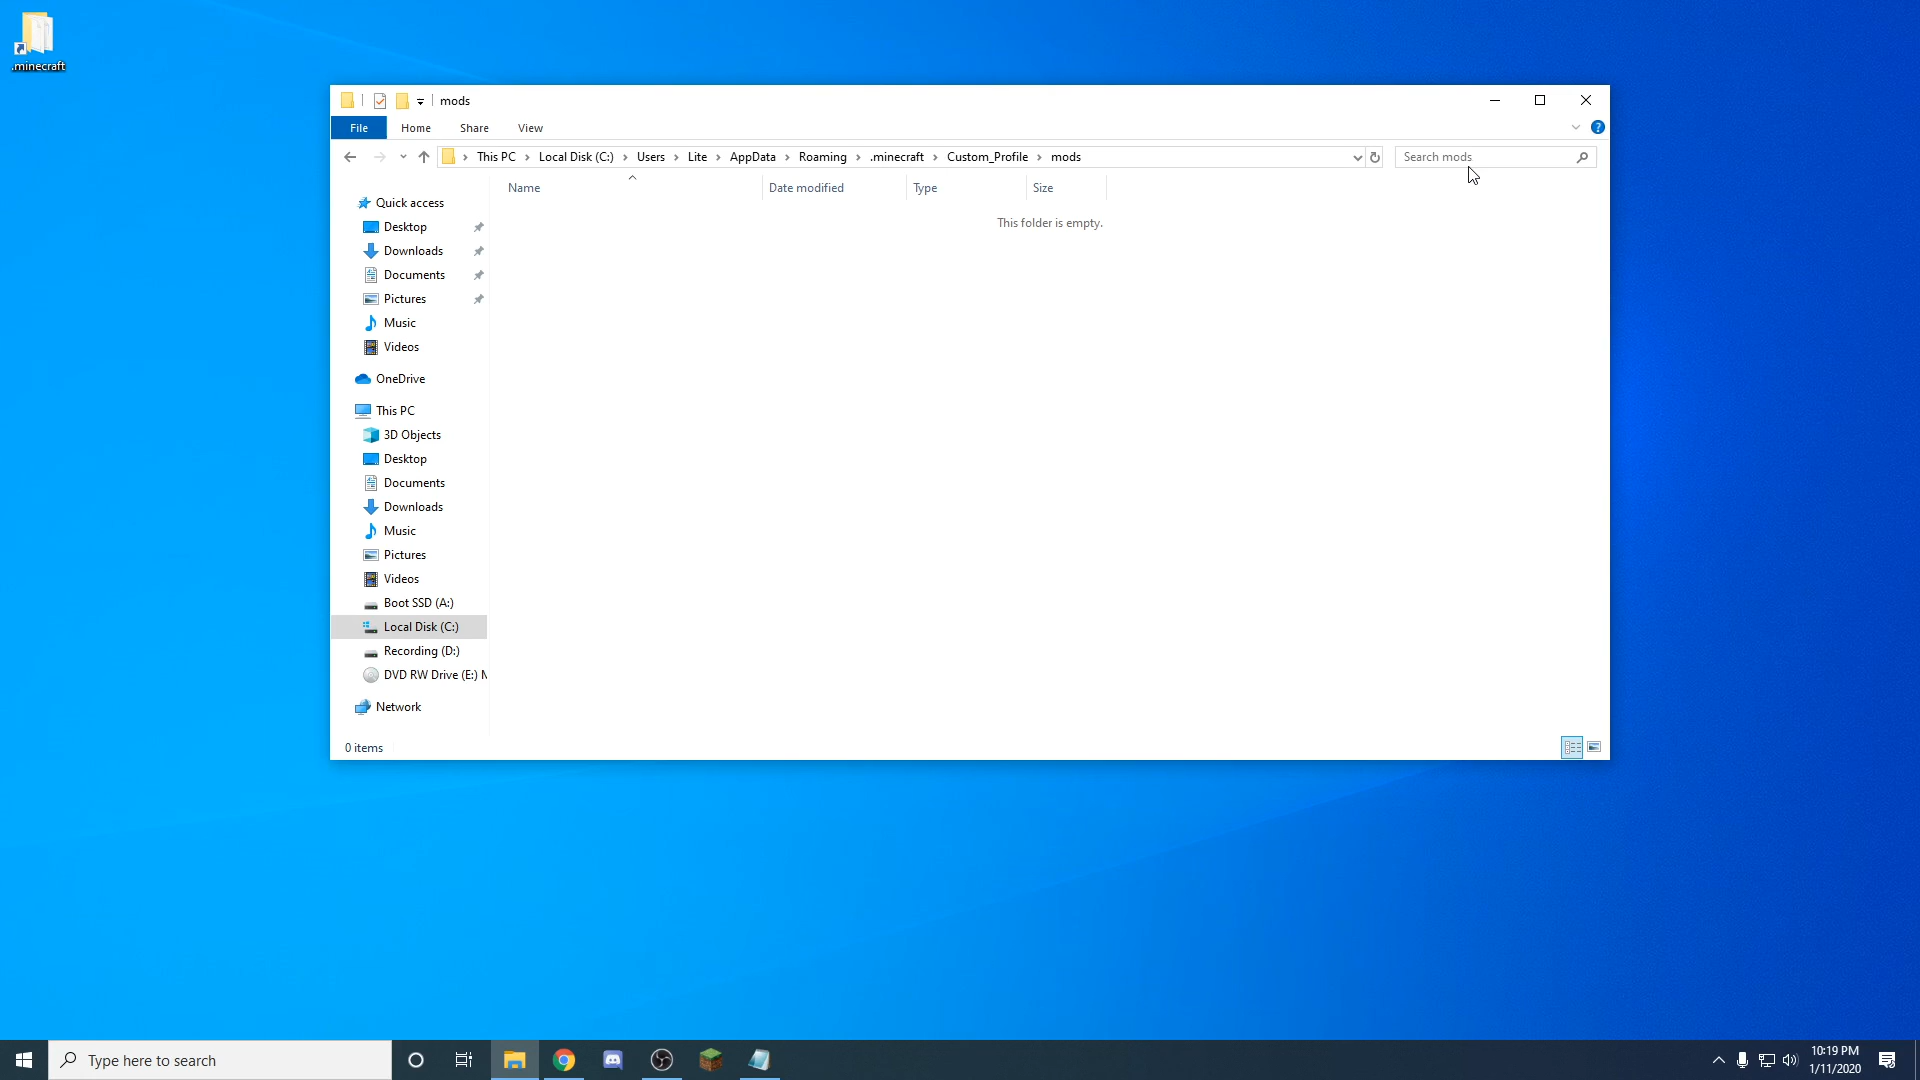 .minecraft
mods
File Home Share View
This PC Local Disk (C:) Users Lite AppData Roaming .minecraft Custom_Profile mods
Search mods
Name Date modified Type Size
This folder is empty.
Quick access
Desktop
Downloads
Documents
Pictures
Music
Videos
OneDrive
This PC
3D Objects
Desktop
Documents
Downloads
Music
Pictures
Videos
Boot SSD (A:)
Local Disk (C:)
Recording (D:)
DVD RW Drive (E:) M
Network
0 items
Type here to search
10:19 PM
1/11/2020